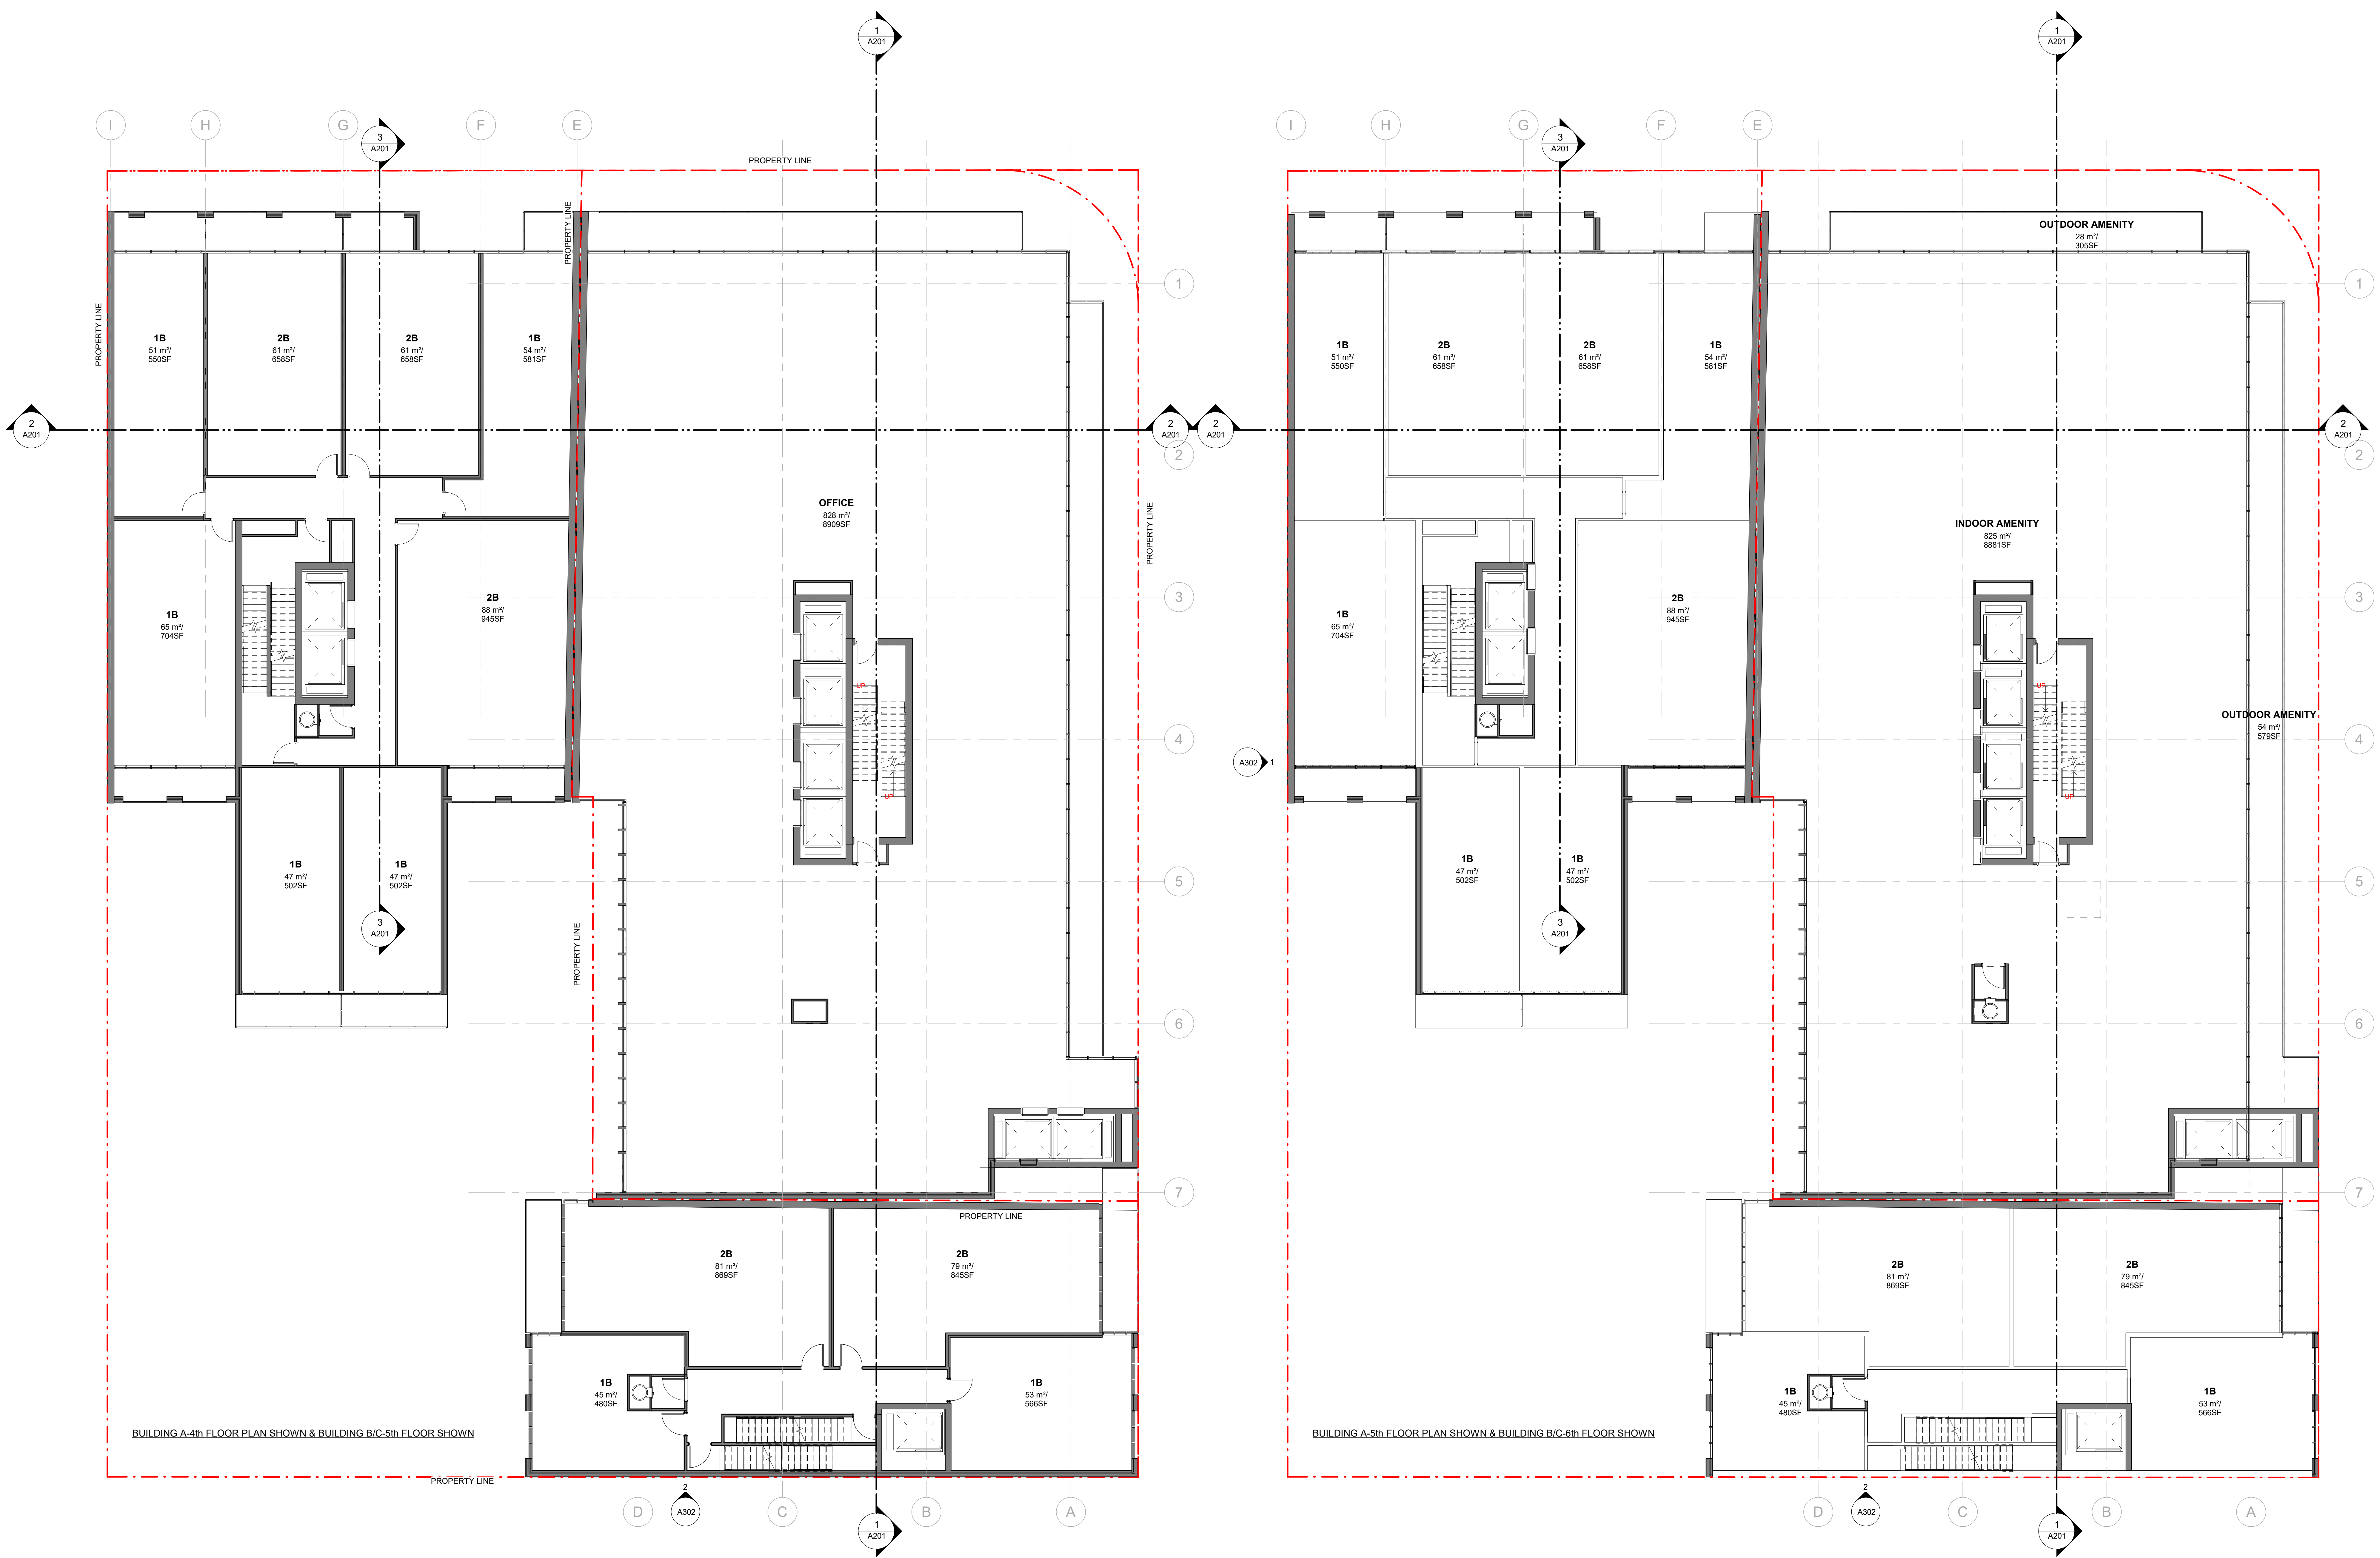 1
A201
1
A201
I
H
G
F
E
3
A201
I
H
G
F
E
3
A201
PROPERTY LINE
PROPERTY LINE
OUTDOOR AMENITY
28 m²/
305SF
1
1
PROPERTY LINE
1B
51 m²/
550SF
2B
61 m²/
658SF
2B
61 m²/
658SF
1B
54 m²/
581SF
1B
51 m²/
550SF
2B
61 m²/
658SF
2B
61 m²/
658SF
1B
54 m²/
581SF
2
A201
2
A201
2
A201
2
A201
2
2
OFFICE
828 m²/
8909SF
PROPERTY LINE
INDOOR AMENITY
825 m²/
8881SF
3
3
1B
65 m²/
704SF
2B
88 m²/
945SF
1B
65 m²/
704SF
2B
88 m²/
945SF
UP
UP
UP
UP
OUTDOOR AMENITY
54 m²/
579SF
4
4
A302
1
1B
47 m²/
502SF
1B
47 m²/
502SF
1B
47 m²/
502SF
1B
47 m²/
502SF
5
5
3
A201
3
A201
PROPERTY LINE
6
6
7
7
PROPERTY LINE
2B
81 m²/
869SF
2B
79 m²/
845SF
2B
81 m²/
869SF
2B
79 m²/
845SF
1B
45 m²/
480SF
1B
53 m²/
566SF
1B
45 m²/
480SF
1B
53 m²/
566SF
BUILDING A-4th FLOOR PLAN SHOWN & BUILDING B/C-5th FLOOR SHOWN
BUILDING A-5th FLOOR PLAN SHOWN & BUILDING B/C-6th FLOOR SHOWN
PROPERTY LINE
D
2
A302
C
B
A
1
A201
D
2
A302
C
B
A
1
A201